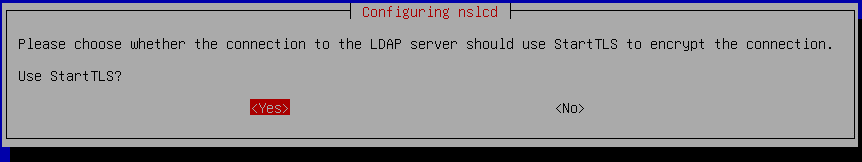 Configuring nslcd
Please choose whether the connection to the LDAP server should use StartTLS to encrypt the connection.
Use StartTLS?
<Yes> <No>